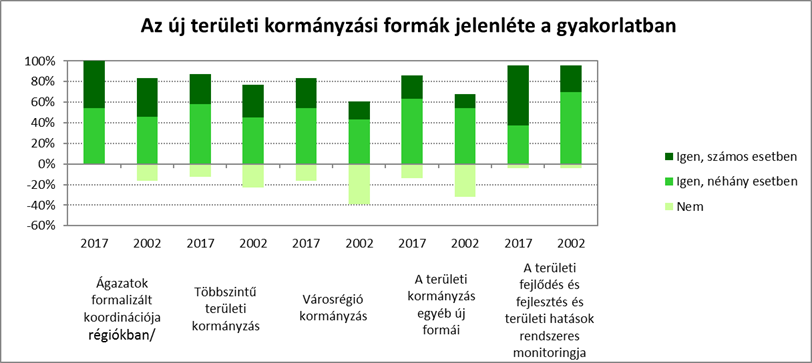 Az új területi kormányzási formák jelenléte a gyakorlatban
100%
80%
60%
40%
20%
0%
-20%
-40%
-60%
2017 2002 2017 2002 2017 2002 2017 2002 2017 2002
Ágazatok
formalizált
koordinációja
régiókban/
Többszintű
területi
kormányzás
Városrégió
kormányzás
A területi
kormányzás
egyéb új
formái
A területi
fejlődés és
fejlesztés és
területi hatások
rendszeres
monitoringja
Igen, számos esetben
Igen, néhány esetben
Nem